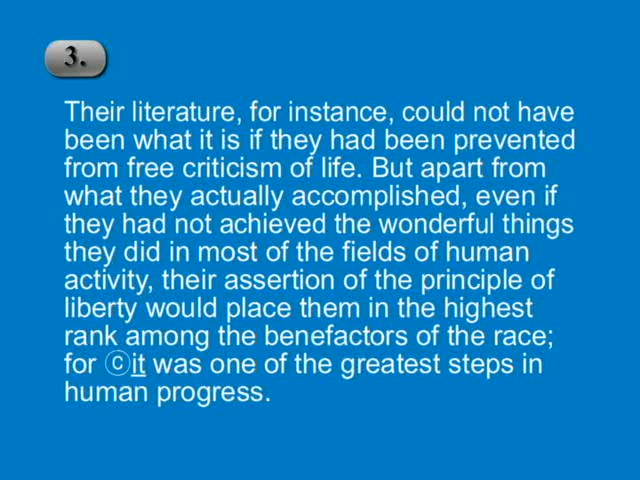 3.
Their literature, for instance, could not have
been what it is if they had been prevented
from free criticism of life. But apart from
what they actually accomplished, even if
they had not achieved the wonderful things
they did in most of the fields of human
activity, their assertion of the principle of
liberty would place them in the highest
rank among the benefactors of the race;
for ⓒit was one of the greatest steps in
human progress.